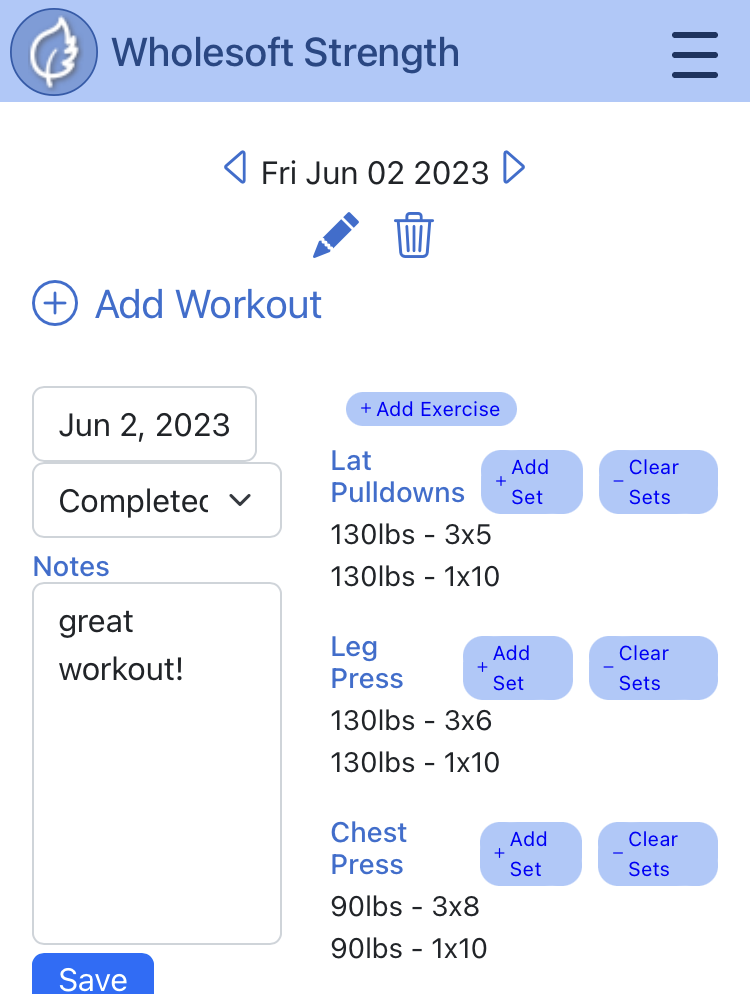 Wholesoft Strength
Fri Jun 02 2023
Add Workout
Jun 2, 2023
Completed
Notes
great
workout!
Save
+ Add Exercise
Lat
Pulldowns
+ Add
Set
− Clear
Sets
130lbs - 3x5
130lbs - 1x10
Leg
Press
+ Add
Set
− Clear
Sets
130lbs - 3x6
130lbs - 1x10
Chest
Press
+ Add
Set
− Clear
Sets
90lbs - 3x8
90lbs - 1x10